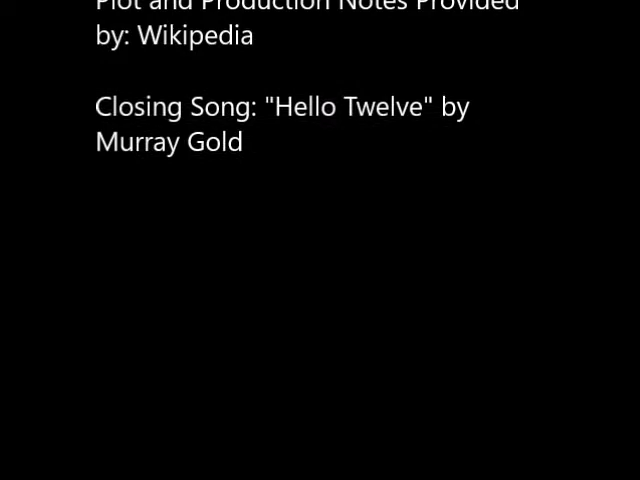 Plot and Production Notes Provided
by: Wikipedia
Closing Song: "Hello Twelve" by
Murray Gold